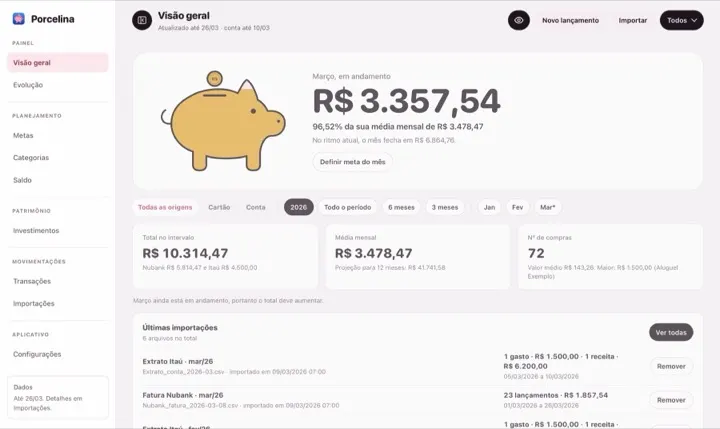 Porcelina
PAINEL
Visão geral
Evolução
PLANEJAMENTO
Metas
Categorias
Saldo
PATRIMÔNIO
Investimentos
MOVIMENTAÇÕES
Transações
Importações
APLICATIVO
Configurações
Dados
Até 26/03. Detalhes em
Importações.
Visão geral
Atualizado até 26/03 · conta até 10/03
Novo lançamento
Importar
Todos
Março, em andamento
R$ 3.357,54
96,52% da sua média mensal de R$ 3.478,47
No ritmo atual, o mês fecha em R$ 6.864,76.
Definir meta do mês
Todas as origens
Cartão
Conta
2026
Todo o período
6 meses
3 meses
Jan
Fev
Mar*
Total no intervalo
R$ 10.314,47
Nubank R$ 5.814,47 e Itaú R$ 4.500,00
Média mensal
R$ 3.478,47
Projeção para 12 meses: R$ 41.741,58
Nº de compras
72
Valor médio R$ 143,26. Maior: R$ 1.500,00 (Aluguel
Exemplo)
Março ainda está em andamento, portanto o total deve aumentar.
Últimas importações
6 arquivos no total
Ver todas
Extrato Itaú · mar/26
Extrato_conta_2026-03.csv · importado em 09/03/2026 07:00
1 gasto · R$ 1.500,00 · 1 receita ·
R$ 6.200,00
05/03/2026 a 10/03/2026
Remover
Fatura Nubank · mar/26
Nubank_fatura_2026-03-08.csv · importado em 09/03/2026 07:00
23 lançamentos · R$ 1.857,54
01/03/2026 a 26/03/2026
Remover
Extrato Itaú · fev/26
1 gasto · R$ 1.500,00 · 1 receita ·